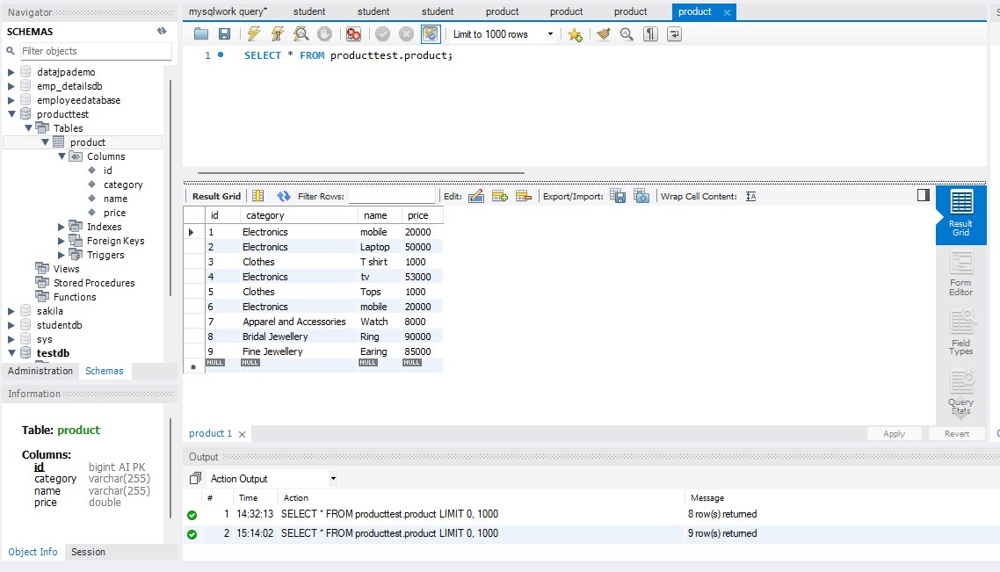 Navigator
mysqlwork query* student student student product product product product
SCHEMAS
Filter objects
Limit to 1000 rows
1 SELECT * FROM producttest.product;
datajpademo
emp_detailsdb
employeedatabase
producttest
Tables
product
Columns
id
category
name
price
Indexes
Foreign Keys
Triggers
Views
Stored Procedures
Functions
sakila
studentdb
sys
testdb
Administration Schemas
Result Grid Filter Rows: Edit: Export/Import: Wrap Cell Content:
id category name price
1 Electronics mobile 20000
2 Electronics Laptop 50000
3 Clothes T shirt 1000
4 Electronics tv 53000
5 Clothes Tops 1000
6 Electronics mobile 20000
7 Apparel and Accessories Watch 8000
8 Bridal Jewellery Ring 90000
9 Fine Jewellery Earing 85000
NULL NULL NULL NULL
Result
Grid
Form
Editor
Field
Types
Query
Stats
product 1
Apply Revert
Information
Table: product
Columns:
id bigint AI PK
category varchar(255)
name varchar(255)
price double
Object Info Session
Output
Action Output
# Time Action Message
1 14:32:13 SELECT * FROM producttest.product LIMIT 0, 1000 8 row(s) returned
2 15:14:02 SELECT * FROM producttest.product LIMIT 0, 1000 9 row(s) returned